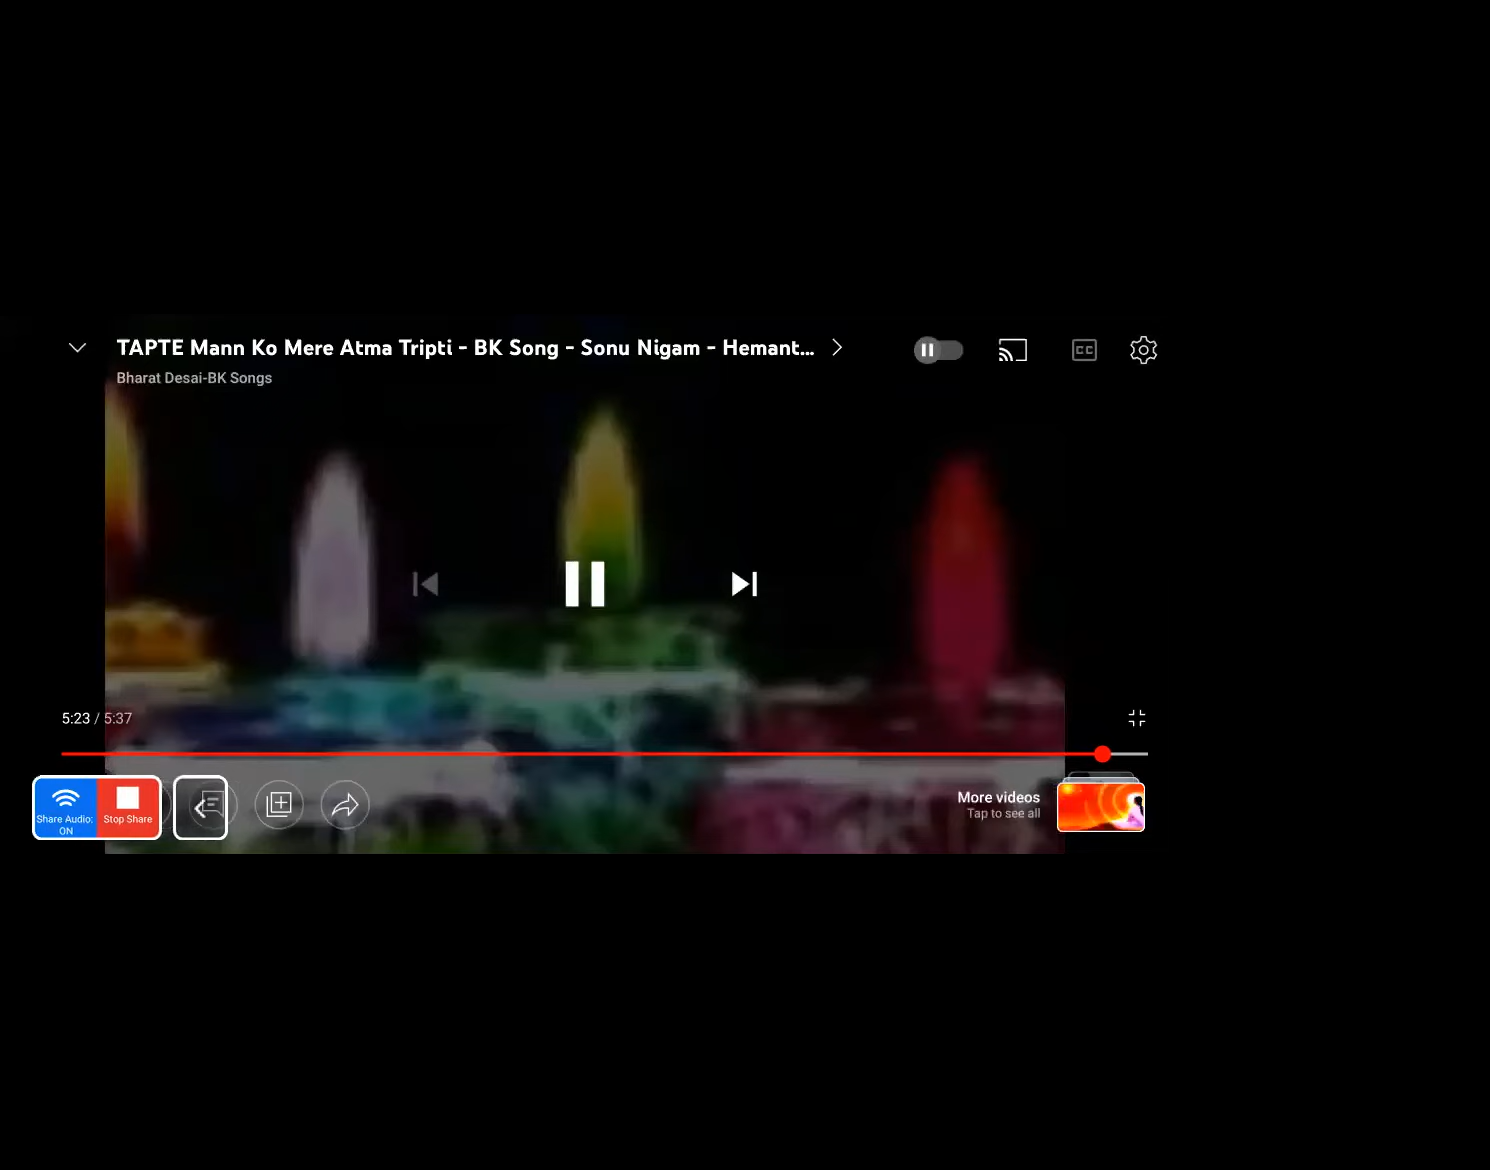 TAPTE Mann Ko Mere Atma Tripti - BK Song - Sonu Nigam - Hemant...
Bharat Desai-BK Songs
CC
5:23 / 5:37
Share Audio:
ON
Stop Share
More videos
Tap to see all